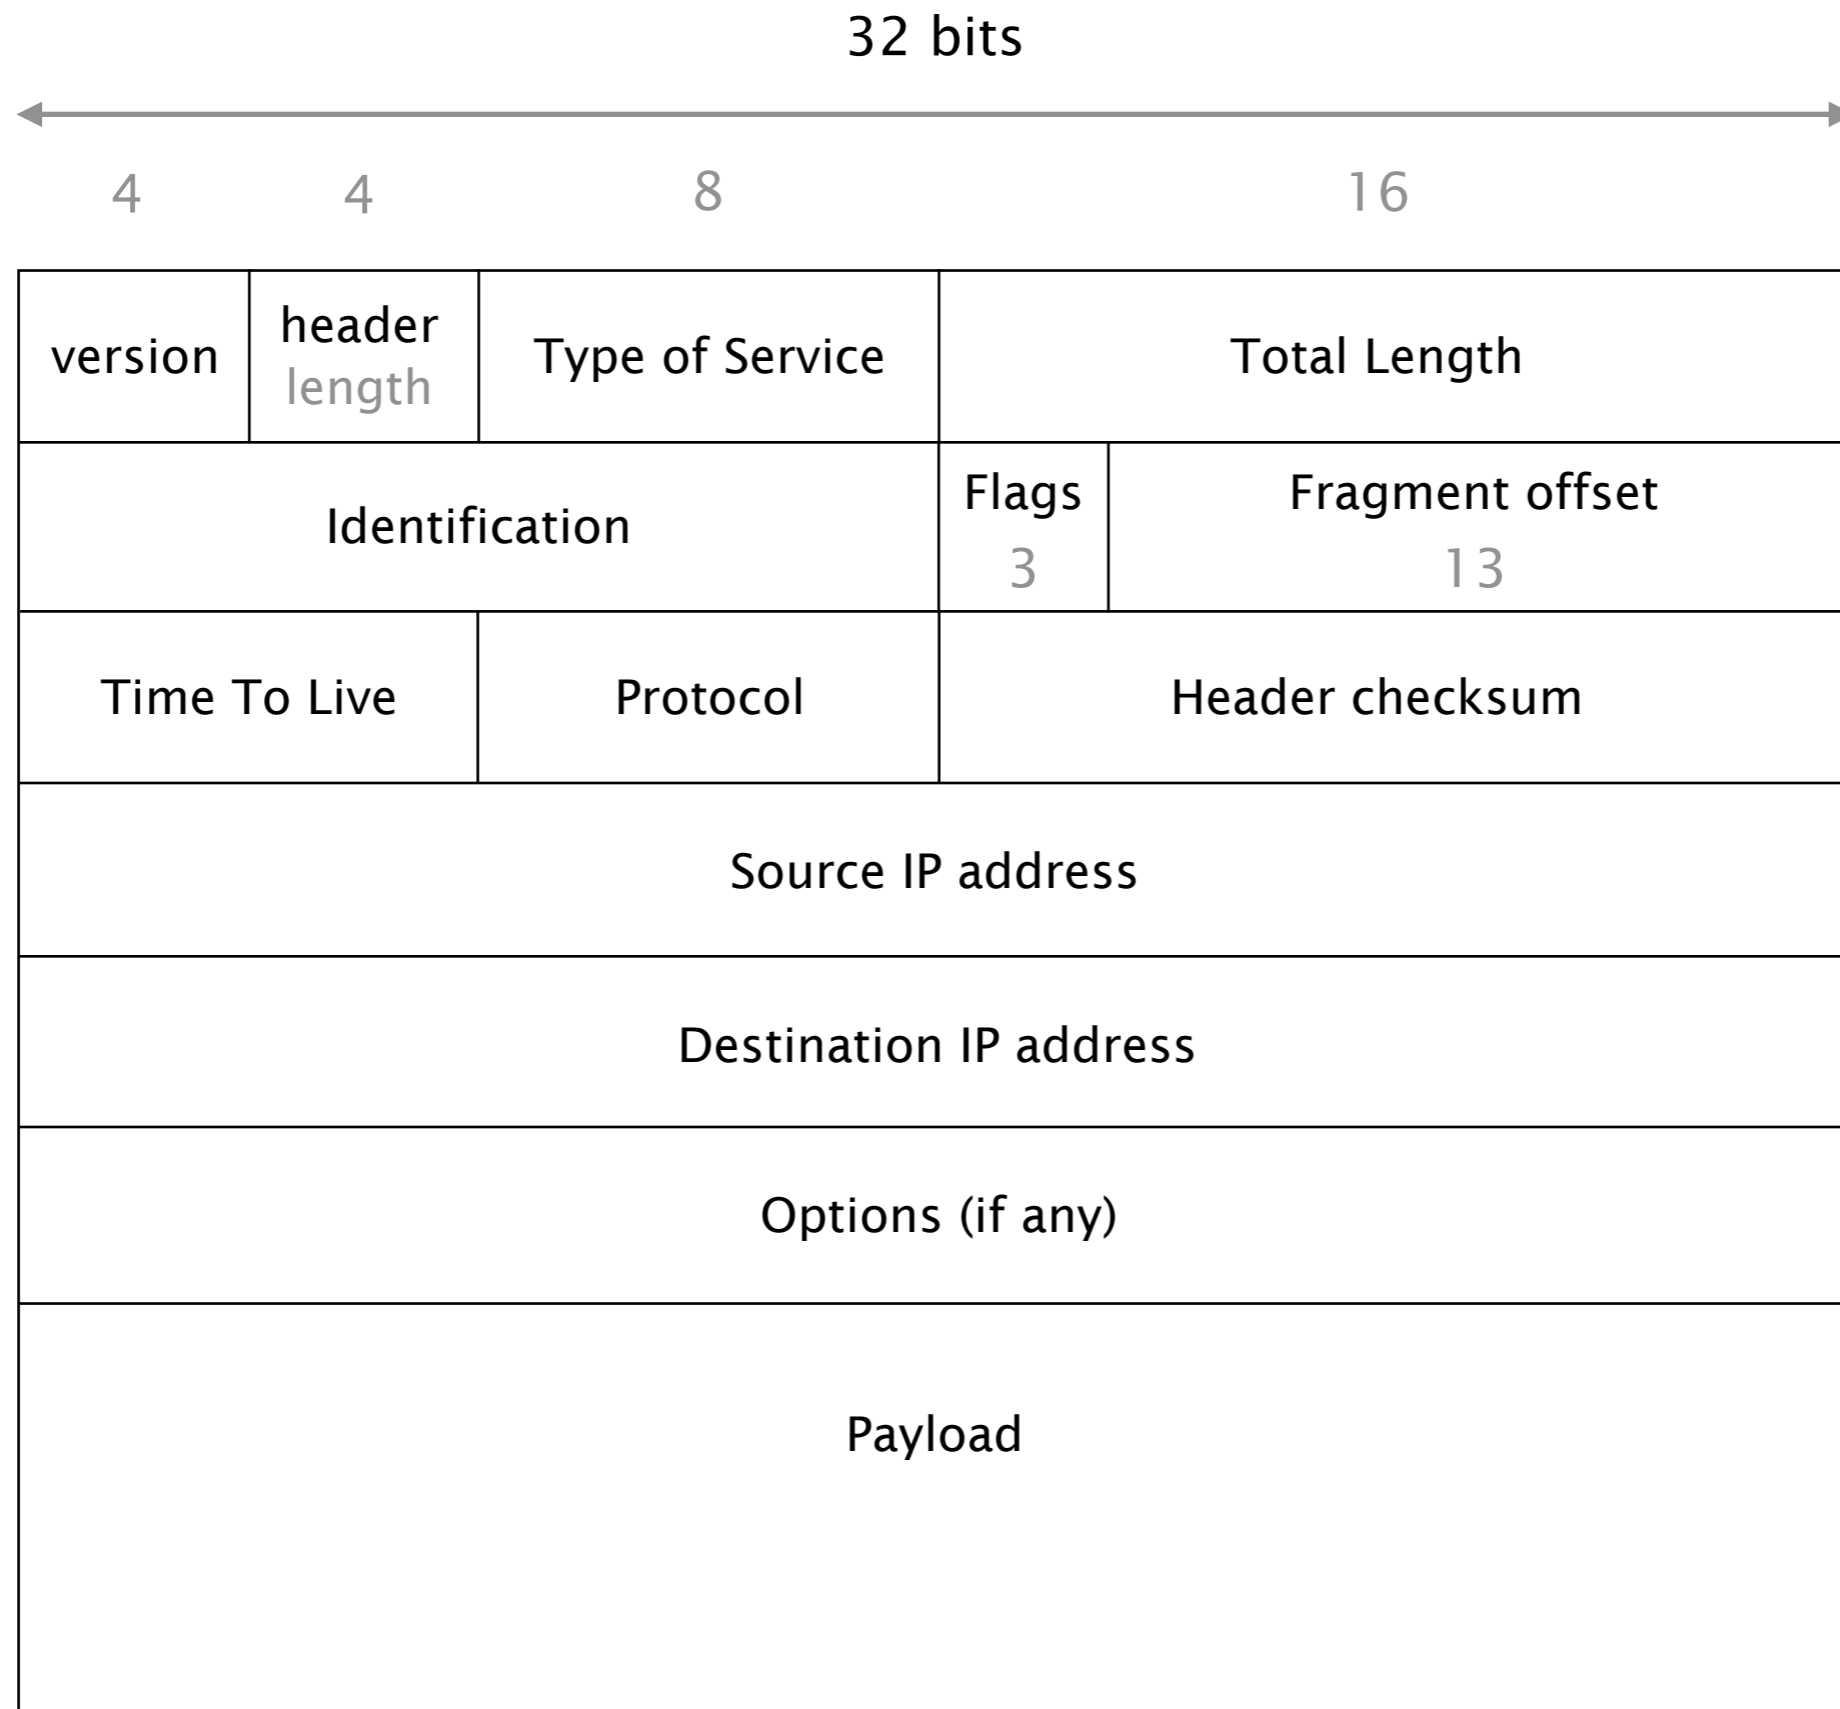 32 bits
4 4 8 16
version header length Type of Service Total Length
Identification Flags 3 Fragment offset 13
Time To Live Protocol Header checksum
Source IP address
Destination IP address
Options (if any)
Payload